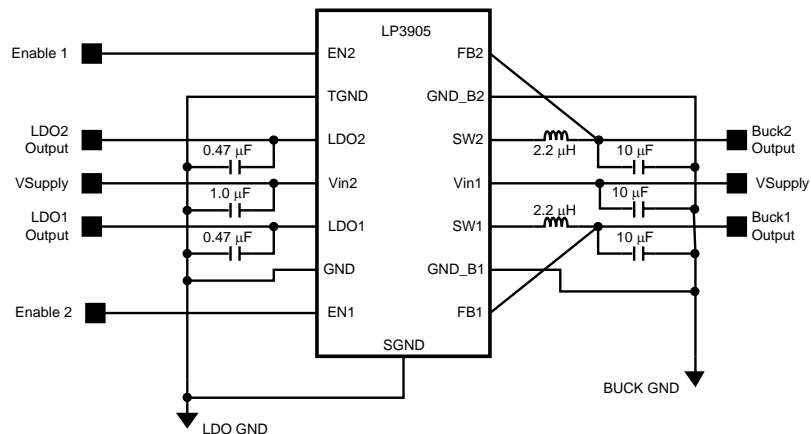 LP3905
Enable 1
EN2
FB2
TGND
GND_B2
LDO2
Output
LDO2
SW2
Buck2
Output
0.47 μF
2.2 μH
10 μF
VSupply
Vin2
Vin1
VSupply
1.0 μF
10 μF
2.2 μH
LDO1
Output
LDO1
SW1
Buck1
Output
0.47 μF
10 μF
GND
GND_B1
Enable 2
EN1
FB1
SGND
BUCK GND
LDO GND